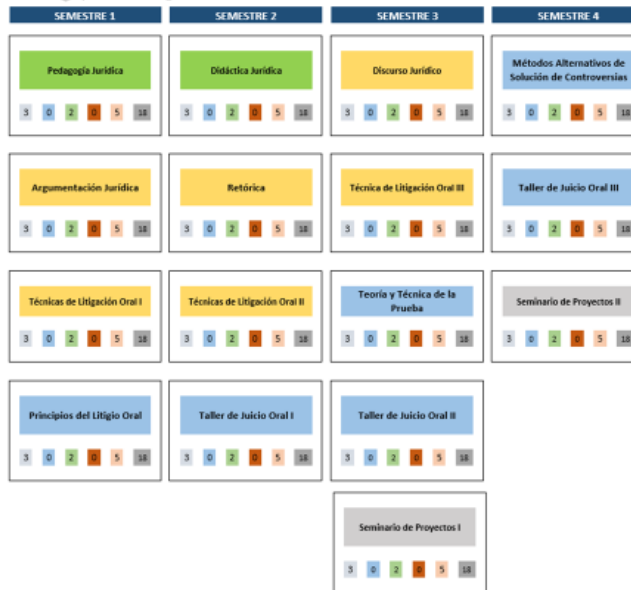 SEMESTRE 1 SEMESTRE 2 SEMESTRE 3 SEMESTRE 4
Pedagogía Jurídica
3 0 2 0 5 18
Didáctica Jurídica
3 0 2 0 5 18
Discurso Jurídico
3 0 2 0 5 18
Métodos Alternativos de
Solución de Controversias
3 0 2 0 5 18
Argumentación Jurídica
3 0 2 0 5 18
Retórica
3 0 2 0 5 18
Técnica de Litigación Oral III
3 0 2 0 5 18
Taller de Juicio Oral III
3 0 2 0 5 18
Técnicas de Litigación Oral I
3 0 2 0 5 18
Técnicas de Litigación Oral II
3 0 2 0 5 18
Teoría y Técnica de la
Prueba
3 0 2 0 5 18
Seminario de Proyectos II
3 0 2 0 5 18
Principios del Litigio Oral
3 0 2 0 5 18
Taller de Juicio Oral I
3 0 2 0 5 18
Taller de Juicio Oral II
3 0 2 0 5 18
Seminario de Proyectos I
3 0 2 0 5 18